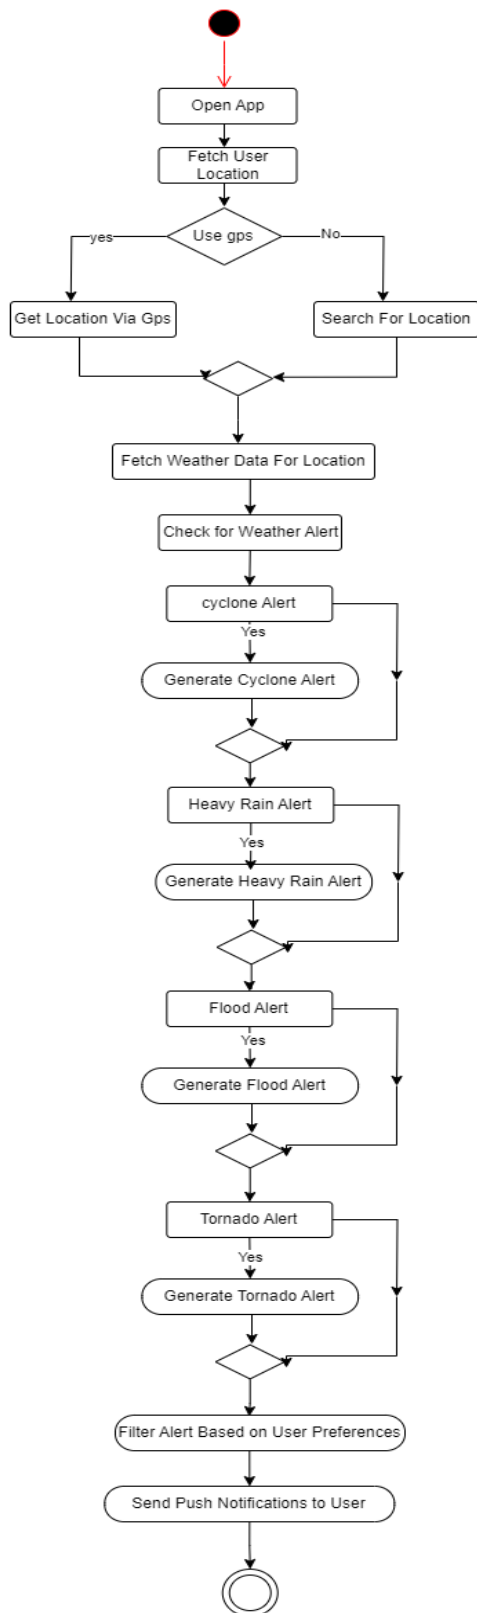 Open App
Fetch User
Location
Use gps
yes
No
Get Location Via Gps
Search For Location
Fetch Weather Data For Location
Check for Weather Alert
cyclone Alert
Yes
Generate Cyclone Alert
Heavy Rain Alert
Yes
Generate Heavy Rain Alert
Flood Alert
Yes
Generate Flood Alert
Tornado Alert
Yes
Generate Tornado Alert
Filter Alert Based on User Preferences
Send Push Notifications to User